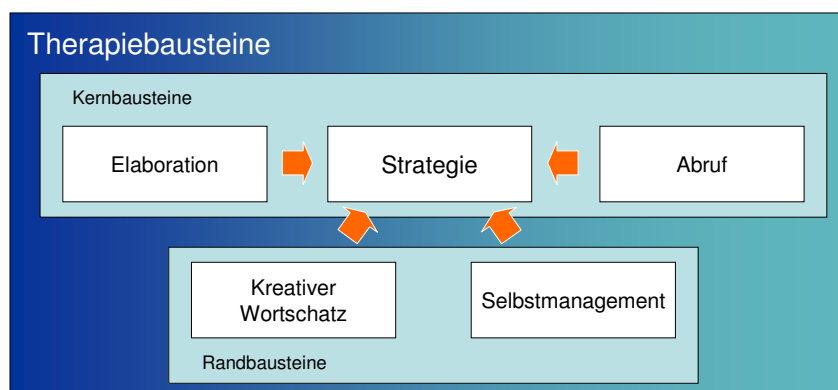 Therapiebausteine
Kernbausteine
Elaboration
Strategie
Abruf
Kreativer
Wortschatz
Selbstmanagement
Randbausteine